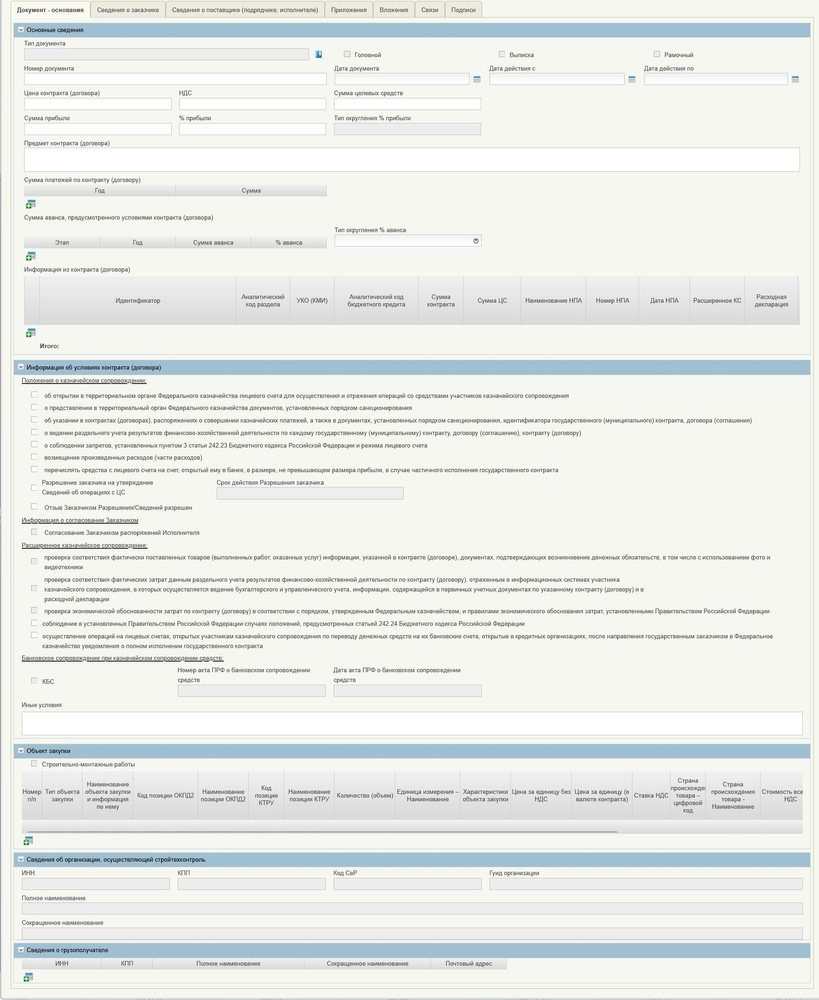 Документ - основания
Сведения о заказчике
Сведения о поставщике (подрядчике, исполнителе)
Приложения
Вложения
Связи
Подписи
Основные сведения
Тип документа
Головной
Выписка
Рамочный
Номер документа
Дата документа
Дата действия с
Дата действия по
Цена контракта (договора)
НДС
Сумма целевых средств
Сумма прибыли
% прибыли
Тип округления % прибыли
Предмет контракта (договора)
Сумма платежей по контракту (договору)
Год
Сумма
Сумма аванса, предусмотренного условиями контракта (договора)
Тип округления % аванса
Этап
Год
Сумма аванса
% аванса
Информация из контракта (договора)
Идентификатор
Аналитический
код раздела
УКО (КМИ)
Аналитический код
бюджетного кредита
Сумма
контракта
Сумма ЦС
Наименование НПА
Номер НПА
Дата НПА
Расширенное КС
Расходная
декларация
Итого:
Информация об условиях контракта (договора)
Положения о казначейском сопровождении:
об открытии в территориальном органе Федерального казначейства лицевого счета для осуществления и отражения операций со средствами участников казначейского сопровождения
о представлении в территориальный орган Федерального казначейства документов, установленных порядком санкционирования
об указании в контрактах (договорах), распоряжениях о совершении казначейских платежей, а также в документах, установленных порядком санкционирования, идентификатора государственного (муниципального) контракта, договора (соглашения)
о ведении раздельного учета результатов финансово-хозяйственной деятельности по каждому государственному (муниципальному) контракту, договору (соглашению), контракту (договору)
о соблюдении запретов, установленных пунктом 3 статьи 242.23 Бюджетного кодекса Российской Федерации и режима лицевого счета
возмещение произведенных расходов (части расходов)
перечислять средства с лицевого счета на счет, открытый ему в банке, в размере, не превышающем размера прибыли, в случае частичного исполнения государственного контракта
Разрешение заказчика на утверждение
Сведений об операциях с ЦС
Срок действия Разрешения заказчика
Отзыв Заказчиком Разрешения/Сведений разрешен
Информация о согласовании Заказчиком
Согласование Заказчиком распоряжений Исполнителя
Расширенное казначейское сопровождение:
проверка соответствия фактически поставленных товаров (выполненных работ, оказанных услуг) информации, указанной в контракте (договоре), документах, подтверждающих возникновение денежных обязательств, в том числе с использованием фото и
видеотехники
проверка соответствия фактических затрат данным раздельного учета результатов финансово-хозяйственной деятельности по контракту (договору), отраженным в информационных системах участника
казначейского сопровождения, в которых осуществляется ведение бухгалтерского и управленческого учета, информации, содержащейся в первичных учетных документах по указанному контракту (договору) и в
расходной декларации
проверка экономической обоснованности затрат по контракту (договору) в соответствии с порядком, утвержденным Федеральным казначейством, и правилами экономического обоснования затрат, установленными Правительством Российской Федерации
соблюдение в установленных Правительством Российской Федерации случаях положений, предусмотренных статьей 242.24 Бюджетного кодекса Российской Федерации
осуществление операций на лицевых счетах, открытых участникам казначейского сопровождения по переводу денежных средств на их банковские счета, открытые в кредитных организациях, после направления государственным заказчиком в Федеральное
казначейство уведомления о полном исполнении государственного контракта
Банковское сопровождение при казначейском сопровождении средств:
КБС
Номер акта ПРФ о банковском сопровождении
средств
Дата акта ПРФ о банковском сопровождении
средств
Иные условия
Объект закупки
Строительно-монтажные работы
Номер
п/п
Тип объекта
закупки
Наименование
объекта закупки
и информация
по нему
Код позиции ОКПД2
Наименование
позиции ОКПД2
Код
позиции
КТРУ
Наименование
позиции КТРУ
Количество (объем)
Единица измерения –
Наименование
Характеристики
объекта закупки
Цена за единицу без
НДС
Цена за единицу (в
валюте контракта)
Ставка НДС
Страна
происхожде
товара –
цифровой
код
Страна
происхождения
товара -
Наименование
Стоимость все
НДС
Сведения об организации, осуществляющей стройтехконтроль
ИНН
КПП
Код СвР
Гуид организации
Полное наименование
Сокращенное наименование
Сведения о грузополучателе
ИНН
КПП
Полное наименование
Сокращенное наименование
Почтовый адрес